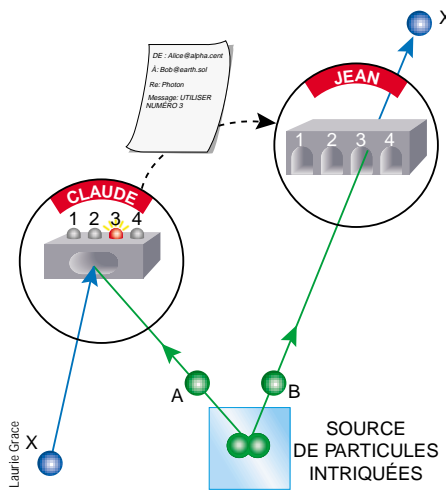 X
DE : Alice@alpha.cent
À: Bob@earth.sol
Re: Photon
Message: UTILISER
NUMÉRO 3
JEAN
1 2 3 4
CLAUDE
1 2 3 4
A
B
X
SOURCE
DE PARTICULES
INTRIQUÉES
Laurie Grace